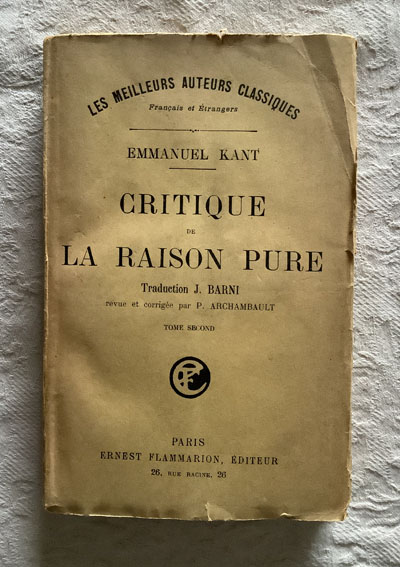 LES MEILLEURS AUTEURS CLASSIQUES
Français et Étrangers
EMMANUEL KANT
CRITIQUE
DE
LA RAISON PURE
Traduction J. BARNI
revue et corrigée par P. ARCHAMBAULT
TOME SECOND
PARIS
ERNEST FLAMMARION, ÉDITEUR
26, RUE RACINE, 26